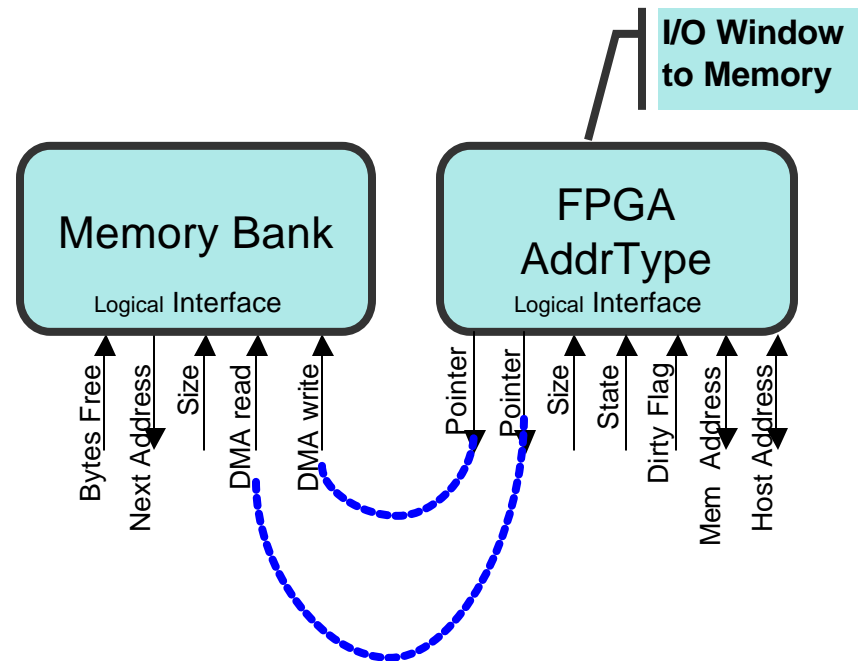 I/O Window
to Memory
Memory Bank
Logical Interface
FPGA
AddrType
Logical Interface
Bytes Free
Next Address
Size
DMA read
DMA write
Pointer
Pointer
Size
State
Dirty Flag
Mem Address
Host Address